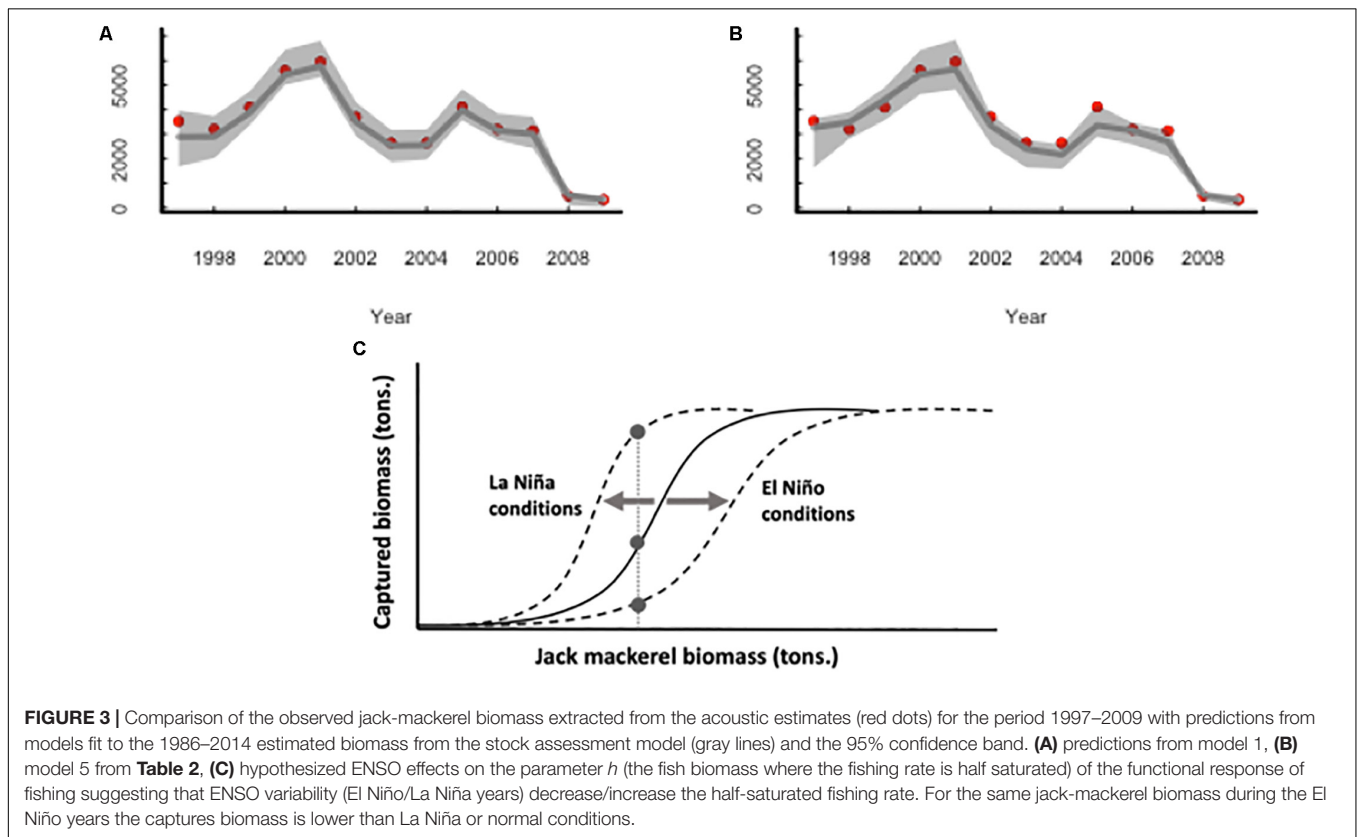 A
B
5000
2000
0
1998 2000 2002 2004 2006 2008
Year
5000
2000
0
1998 2000 2002 2004 2006 2008
Year
C
Captured biomass (tons.)
La Niña
conditions
El Niño
conditions
Jack mackerel biomass (tons.)
FIGURE 3 | Comparison of the observed jack-mackerel biomass extracted from the acoustic estimates (red dots) for the period 1997–2009 with predictions from
models fit to the 1986–2014 estimated biomass from the stock assessment model (gray lines) and the 95% confidence band. (A) predictions from model 1, (B)
model 5 from Table 2, (C) hypothesized ENSO effects on the parameter h (the fish biomass where the fishing rate is half saturated) of the functional response of
fishing suggesting that ENSO variability (El Niño/La Niña years) decrease/increase the half-saturated fishing rate. For the same jack-mackerel biomass during the El
Niño years the captures biomass is lower than La Niña or normal conditions.